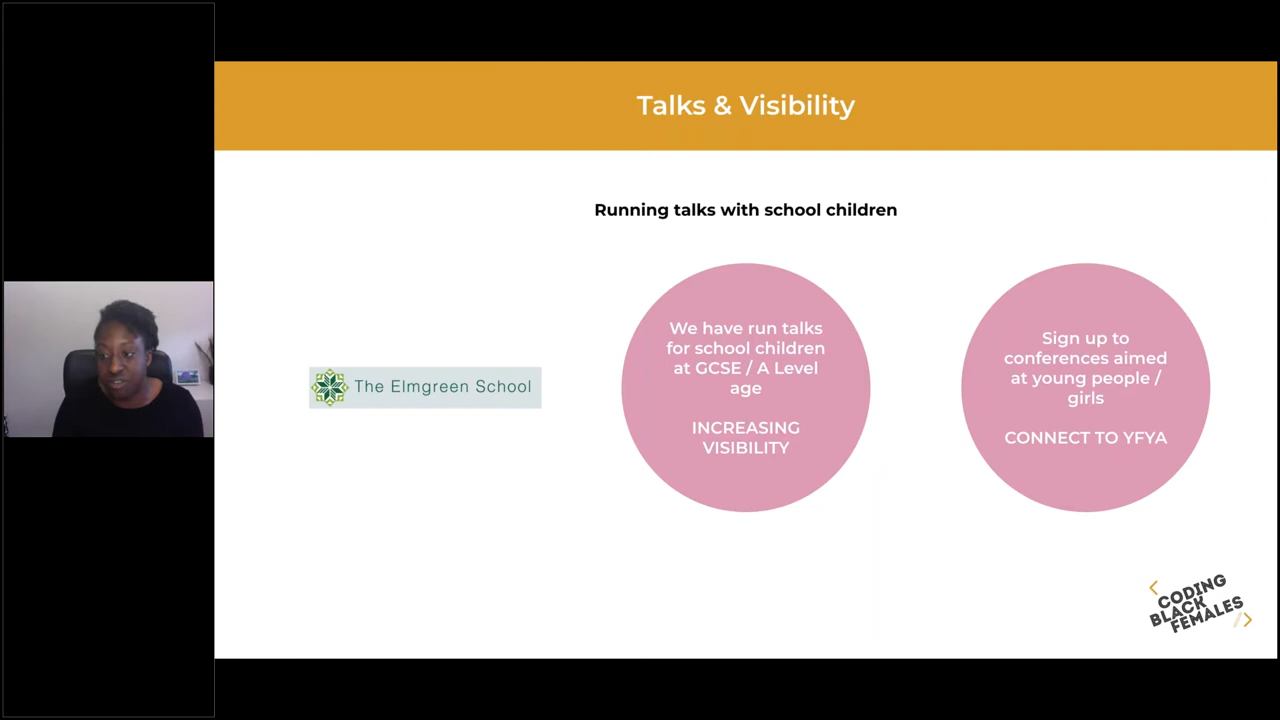 Talks & Visibility
Running talks with school children
The Elmgreen School
We have run talks
for school children
at GCSE / A Level
age
INCREASING
VISIBILITY
Sign up to
conferences aimed
at young people /
girls
CONNECT TO YFYA
<CODING
BLACK
FEMALES/>